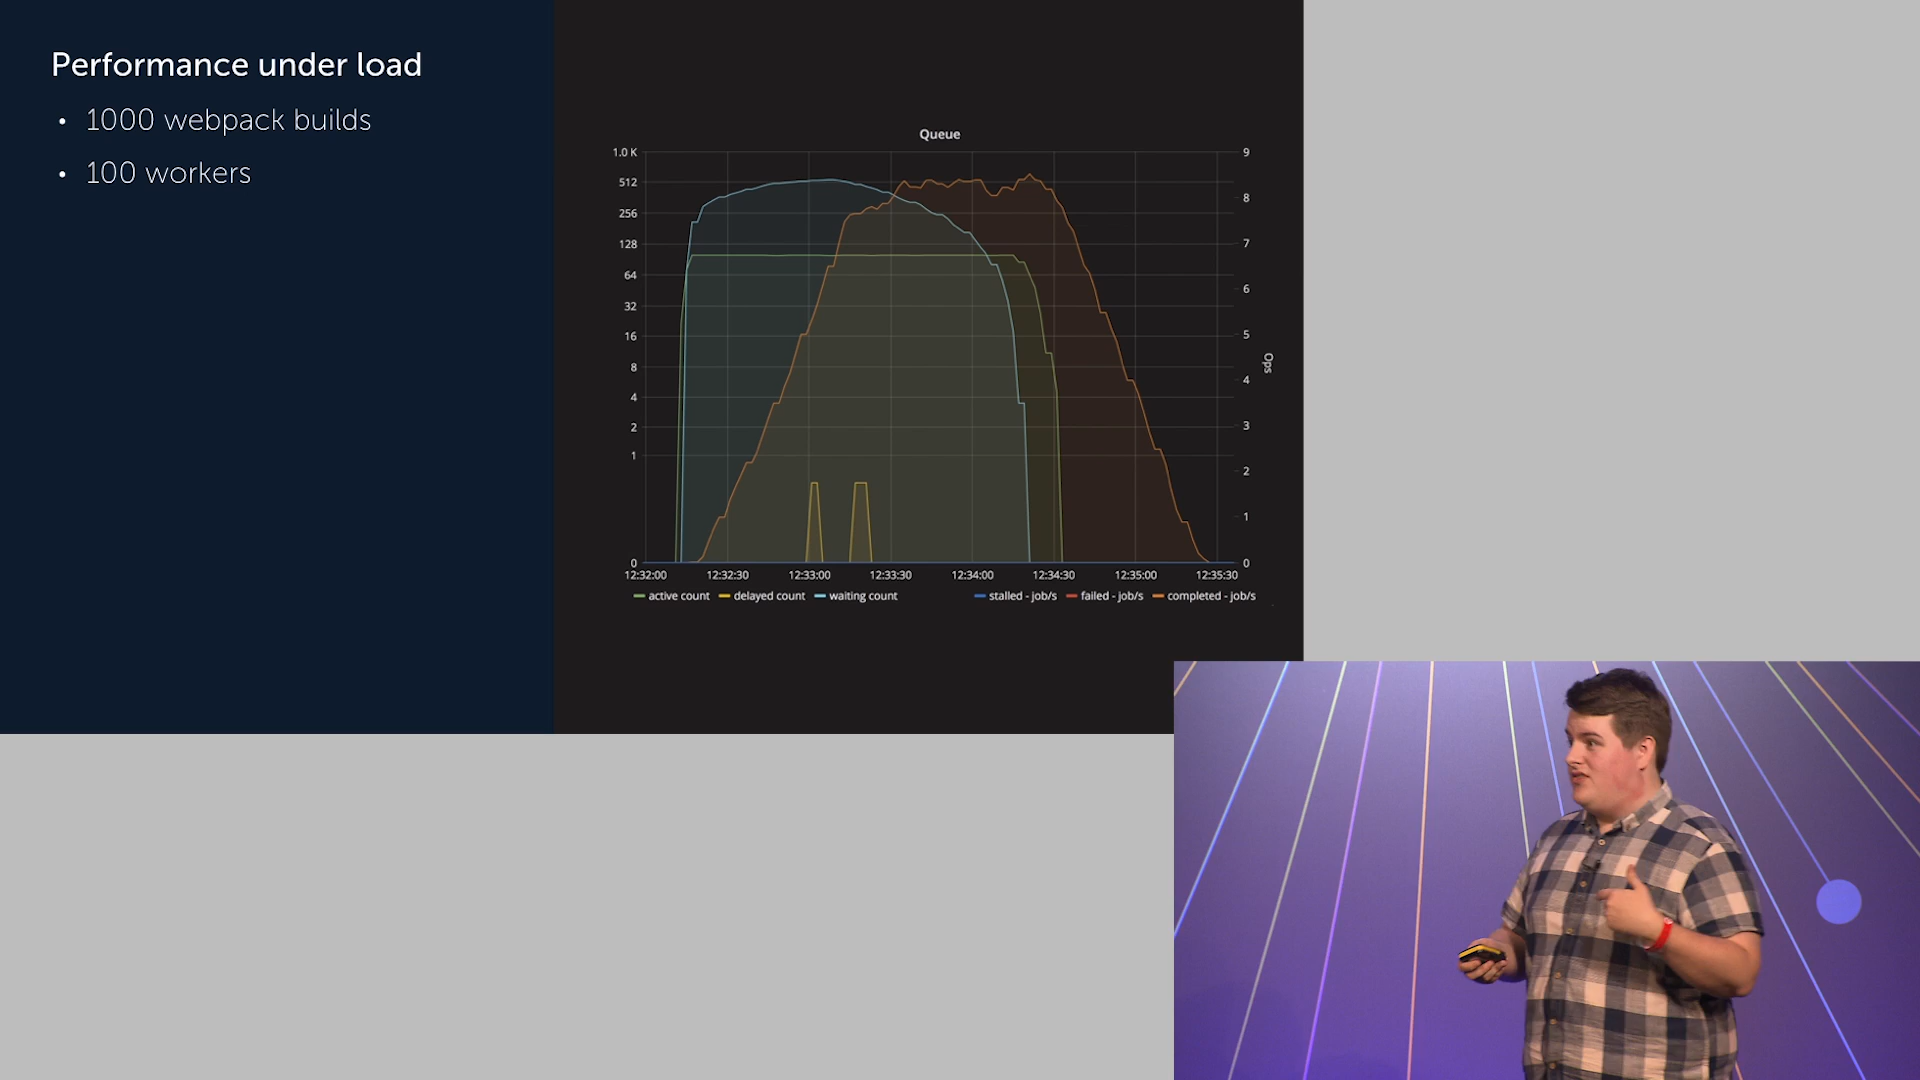 Performance under load
• 1000 webpack builds
• 100 workers
Queue
1.0 K
512
256
128
64
32
16
8
4
2
1
0
9
8
7
6
5
4
3
2
1
0
Ops
12:32:00 12:32:30 12:33:00 12:33:30 12:34:00 12:34:30 12:35:00 12:35:30
active count delayed count waiting count stalled - job/s failed - job/s completed - job/s